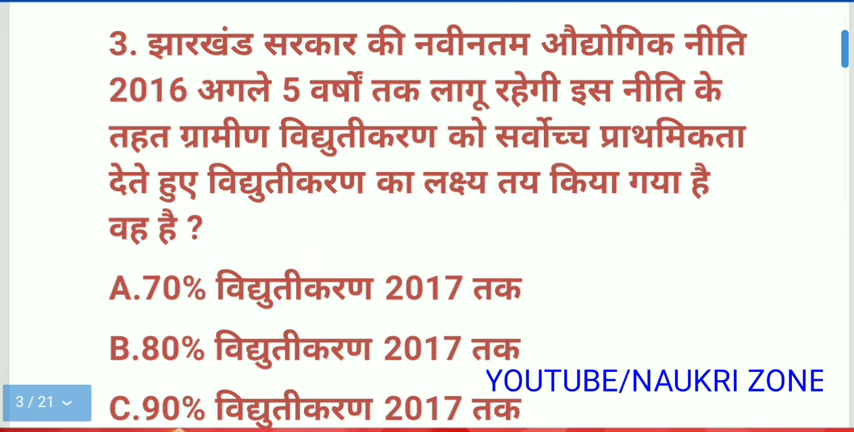 3. झारखंड सरकार की नवीनतम औद्योगिक नीति
2016 अगले 5 वर्षों तक लागू रहेगी इस नीति के
तहत ग्रामीण विद्युतीकरण को सर्वोच्च प्राथमिकता
देते हुए विद्युतीकरण का लक्ष्य तय किया गया है
वह है ?
A.70% विद्युतीकरण 2017 तक
B.80% विद्युतीकरण 2017 तक
YOUTUBE/NAUKRI ZONE
3 / 21
C.90% विद्युतीकरण 2017 तक